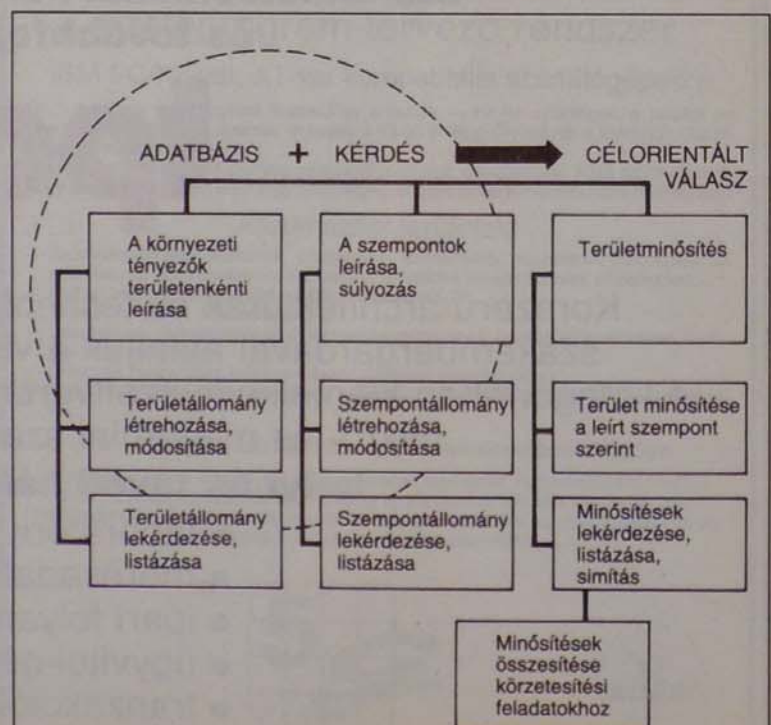 ADATBÁZIS + KÉRDÉS CÉLORIENTÁLT
VÁLASZ
A környezeti
tényezők
területenkénti
leírása
A szempontok
leírása,
súlyozás
Területminősítés
Területállomány
létrehozása,
módosítása
Szempontállomány
létrehozása,
módosítása
Terület minősítése
a leírt szempont
szerint
Területállomány
lekérdezése,
listázása
Szempontállomány
lekérdezése,
listázása
Minősítések
lekérdezése,
listázása,
simítás
Minősítések
összesítése
körzetesítési
feladatokhoz